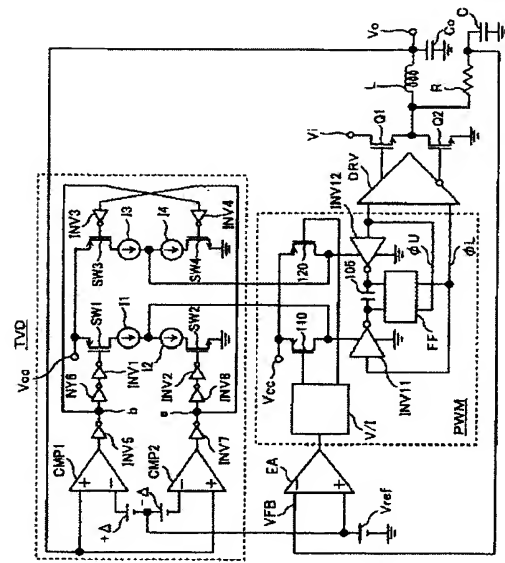 TVD
Vcc
CMP1
INV5
b
NY6
INV1
SW1
I1
I2
SW2
INV2
INV8
a
INV7
CMP2
+Δ
-Δ
INV3
SW3
I3
I4
SW4
INV4
VFB
EA
Vref
V/I
Vcc
110
120
105
INV11
INV12
FF
φU
φL
PWM
DRV
Vi
Q1
Q2
L
R
Vo
Co
C